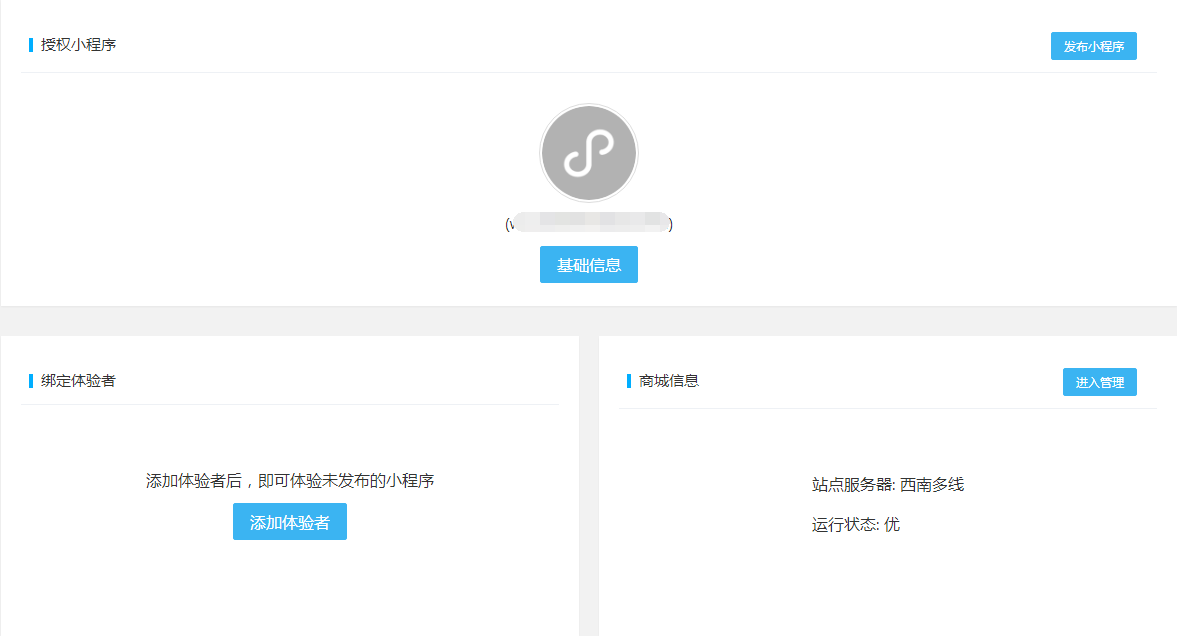 授权小程序
发布小程序
基础信息
绑定体验者
添加体验者后，即可体验未发布的小程序
添加体验者
商城信息
进入管理
站点服务器: 西南多线
运行状态: 优